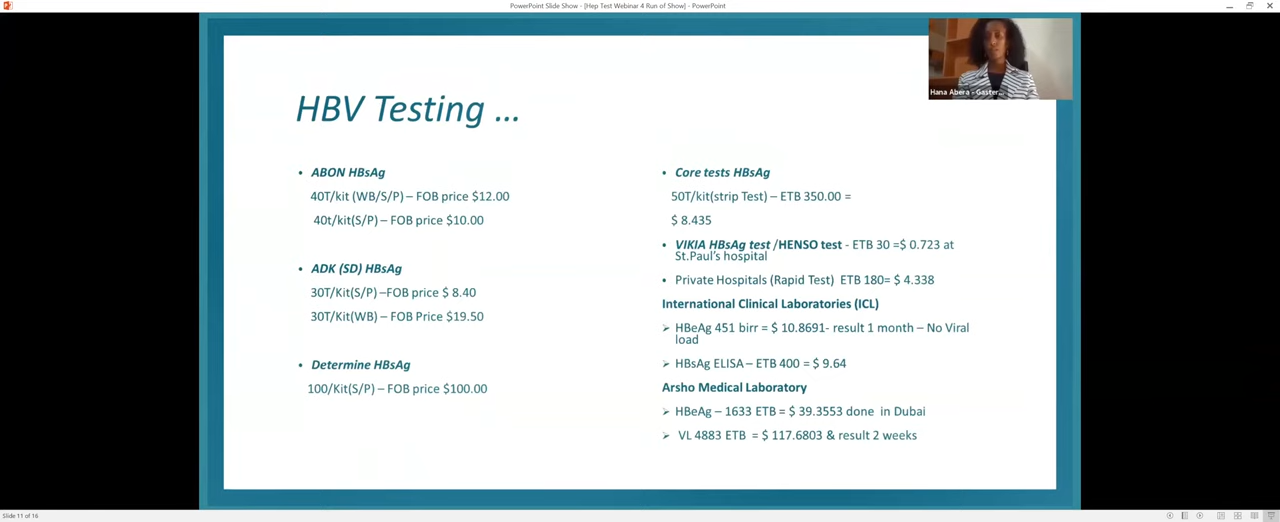 PowerPoint Slide Show - [Hep Test Webinar 4 Run of Show] - PowerPoint
Hana Abera - Gaster...
HBV Testing ...
• ABON HBsAg
40T/kit (WB/S/P) – FOB price $12.00
40t/kit(S/P) – FOB price $10.00
• ADK (SD) HBsAg
30T/Kit(S/P) –FOB price $ 8.40
30T/Kit(WB) – FOB Price $19.50
• Determine HBsAg
100/Kit(S/P) – FOB price $100.00
• Core tests HBsAg
50T/kit(strip Test) – ETB 350.00 =
$ 8.435
• VIKIA HBsAg test /HENSO test - ETB 30 =$ 0.723 at
St.Paul's hospital
• Private Hospitals (Rapid Test) ETB 180= $ 4.338
International Clinical Laboratories (ICL)
➢ HBeAg 451 birr = $ 10.8691- result 1 month – No Viral
load
➢ HBsAg ELISA – ETB 400 = $ 9.64
Arsho Medical Laboratory
➢ HBeAg – 1633 ETB = $ 39.3553 done in Dubai
➢ VL 4883 ETB = $ 117.6803 & result 2 weeks
Slide 11 of 16